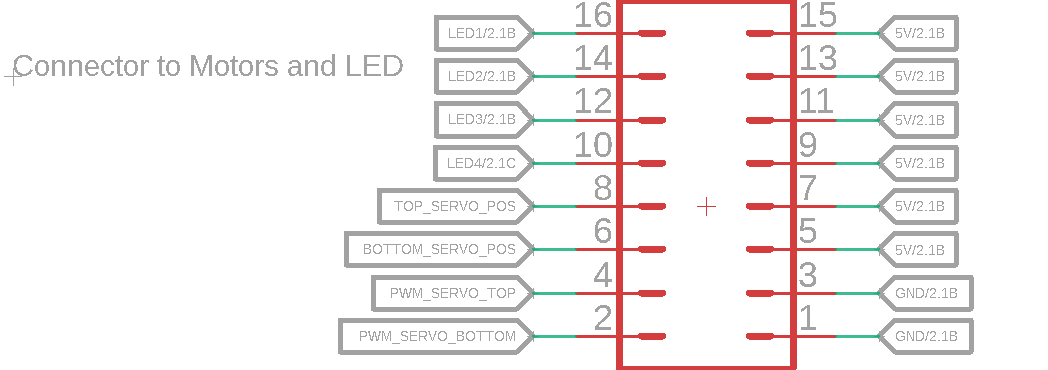 16 15
LED1/2.1B 5V/2.1B
Connector to Motors and LED
14 13
LED2/2.1B 5V/2.1B
12 11
LED3/2.1B 5V/2.1B
10 9
LED4/2.1C 5V/2.1B
8 7
TOP_SERVO_POS 5V/2.1B
6 5
BOTTOM_SERVO_POS 5V/2.1B
4 3
PWM_SERVO_TOP GND/2.1B
2 1
PWM_SERVO_BOTTOM GND/2.1B